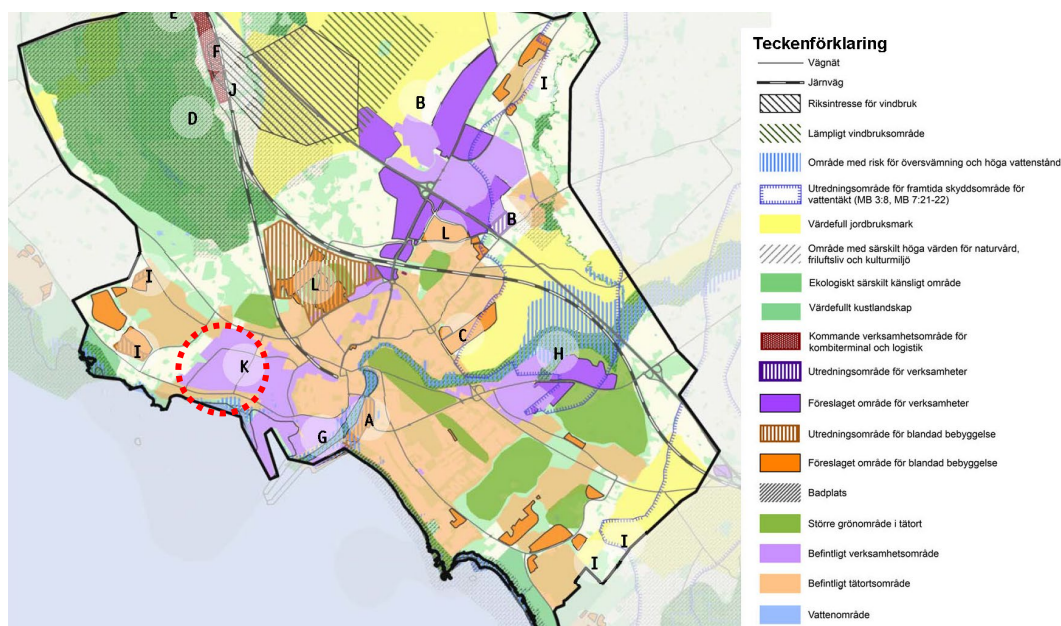 E
F
J
D
B
I
B
L
I
L
I
C
H
K
A
G
I
I
Teckenförklaring
Vägnät
Järnväg
Riksintresse för vindbruk
Lämpligt vindbruksområde
Område med risk för översvämning och höga vattenstånd
Utredningsområde för framtida skyddsområde för
vattentäkt (MB 3:8, MB 7:21-22)
Värdefull jordbruksmark
Område med särskilt höga värden för naturvård,
friluftsliv och kulturmiljö
Ekologiskt särskilt känsligt område
Värdefullt kustlandskap
Kommande verksamhetsområde för
kombiterminal och logistik
Utredningsområde för verksamheter
Föreslaget område för verksamheter
Utredningsområde för blandad bebyggelse
Föreslaget område för blandad bebyggelse
Badplats
Större grönområde i tätort
Befintligt verksamhetsområde
Befintligt tätortsområde
Vattenområde